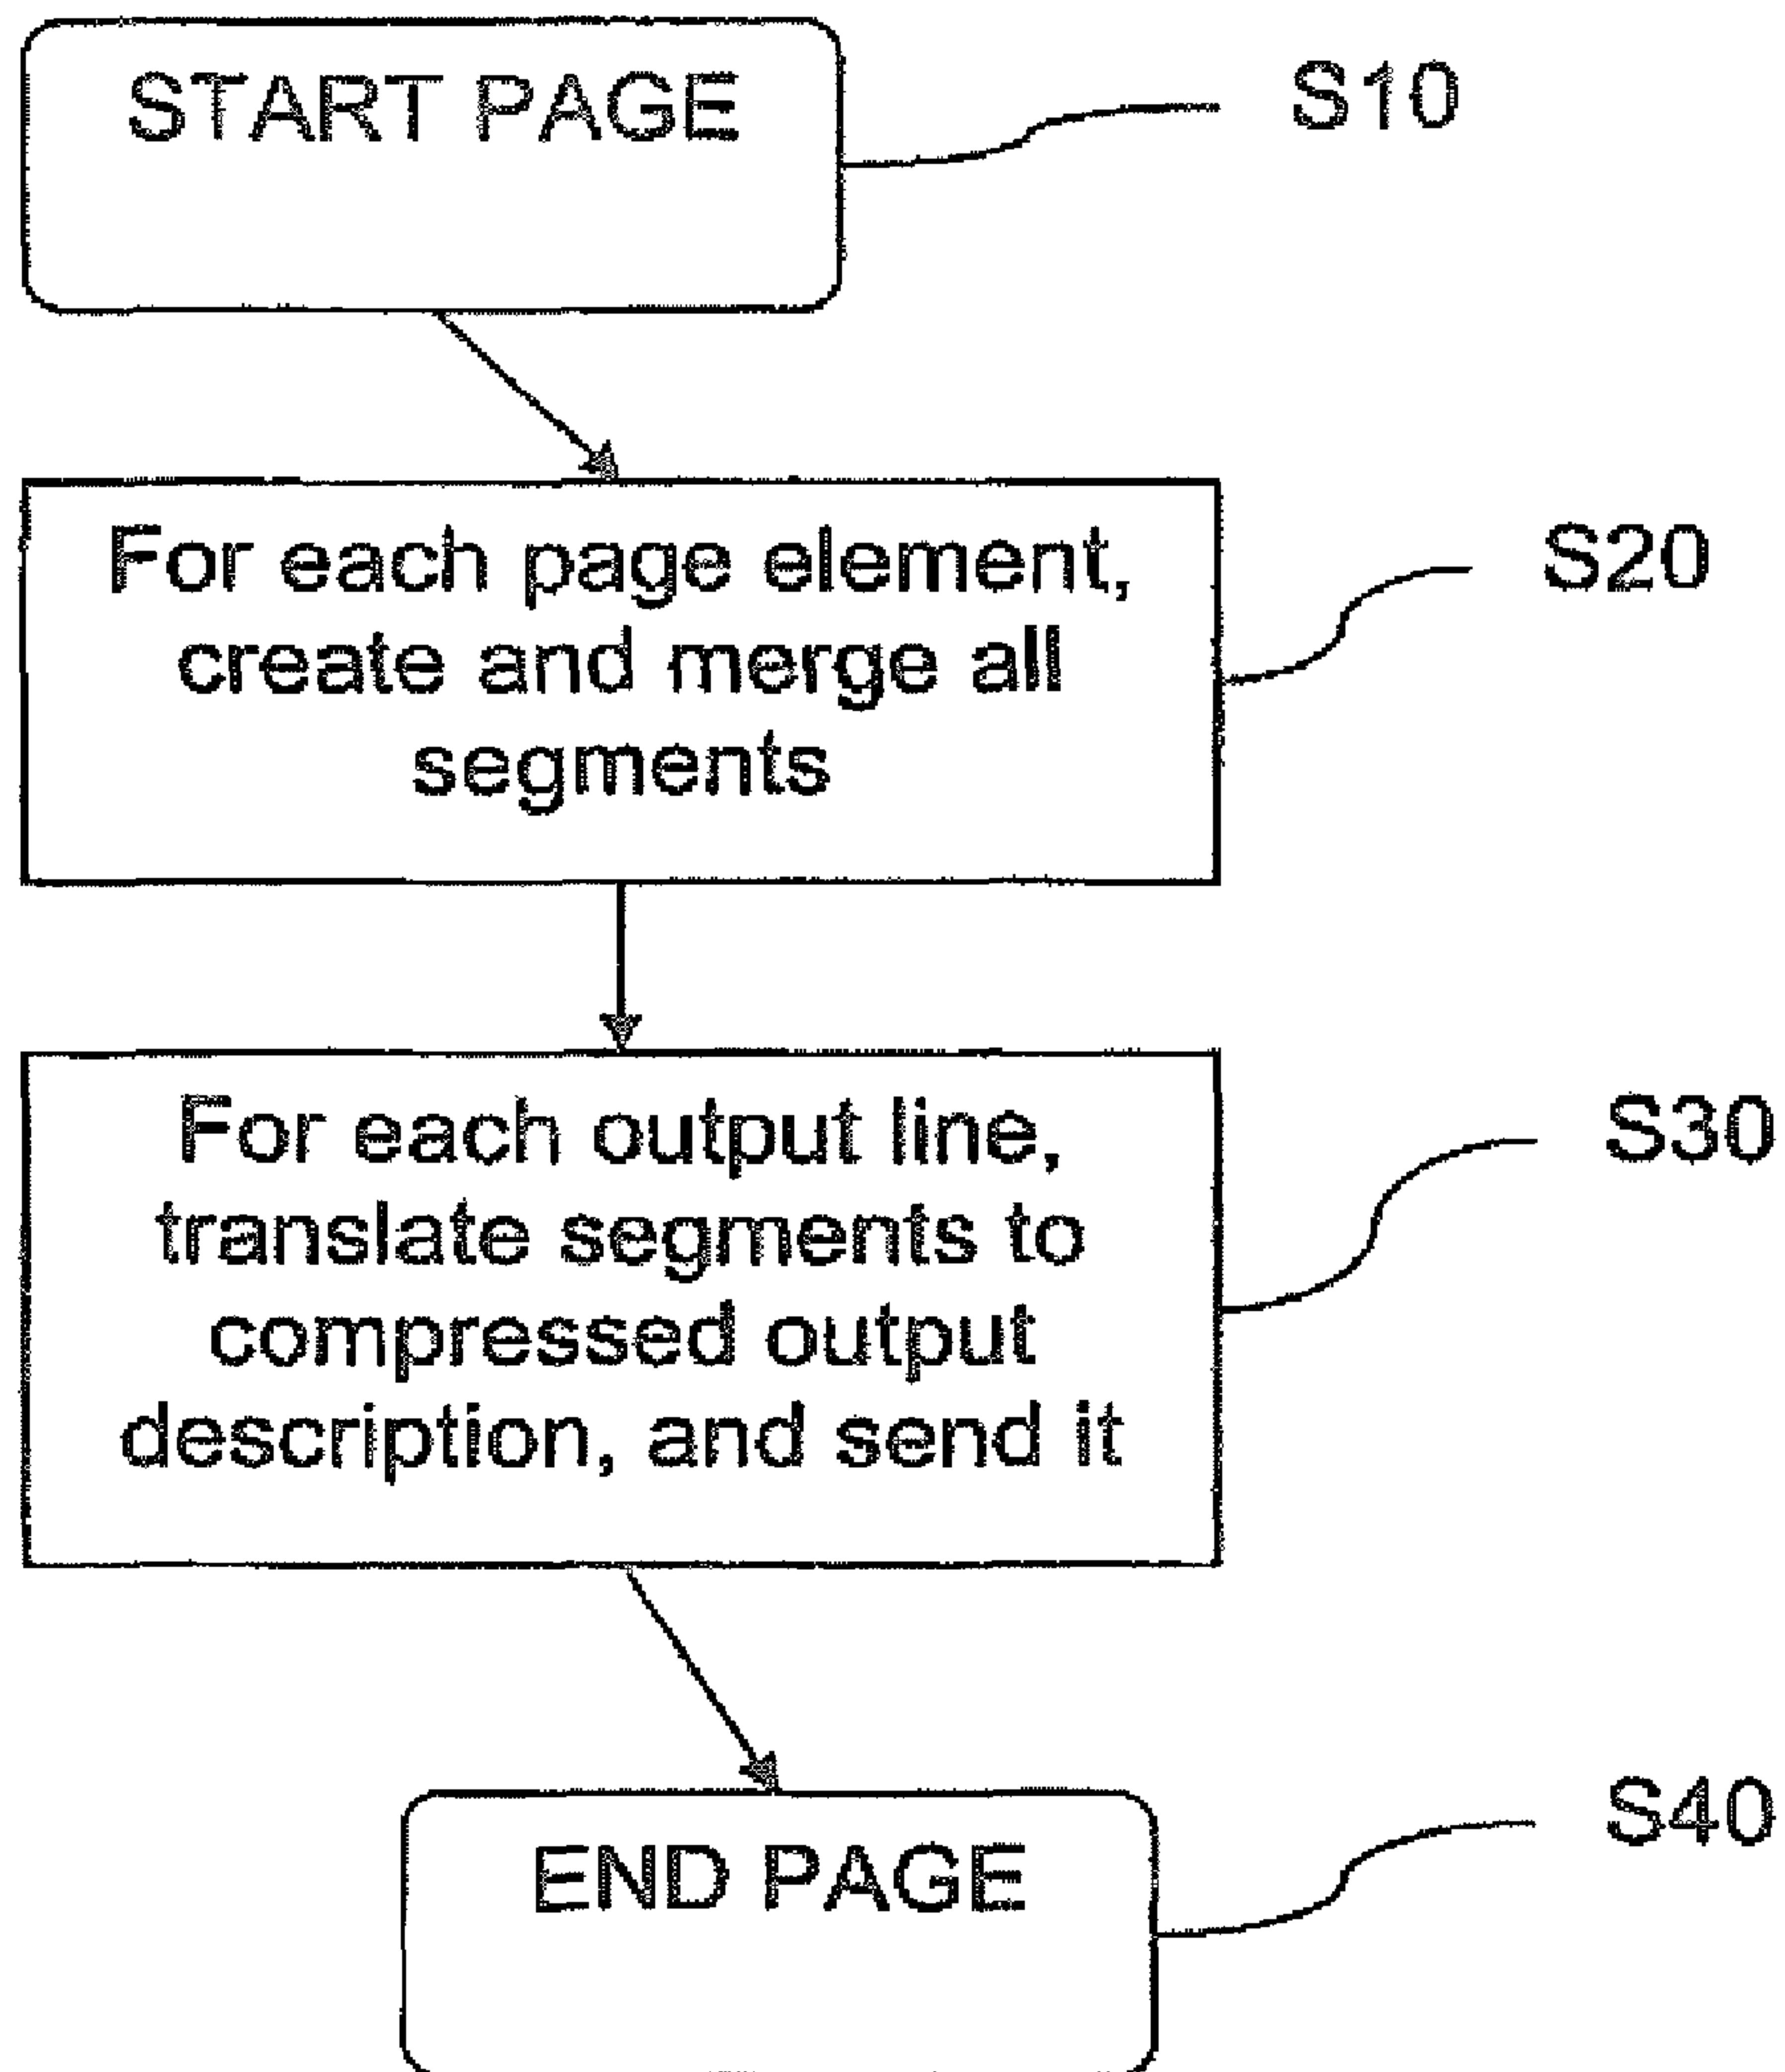 START PAGE
S10
For each page element,
create and merge all
segments
S20
For each output line,
translate segments to
compressed output
description, and send it
S30
END PAGE
S40